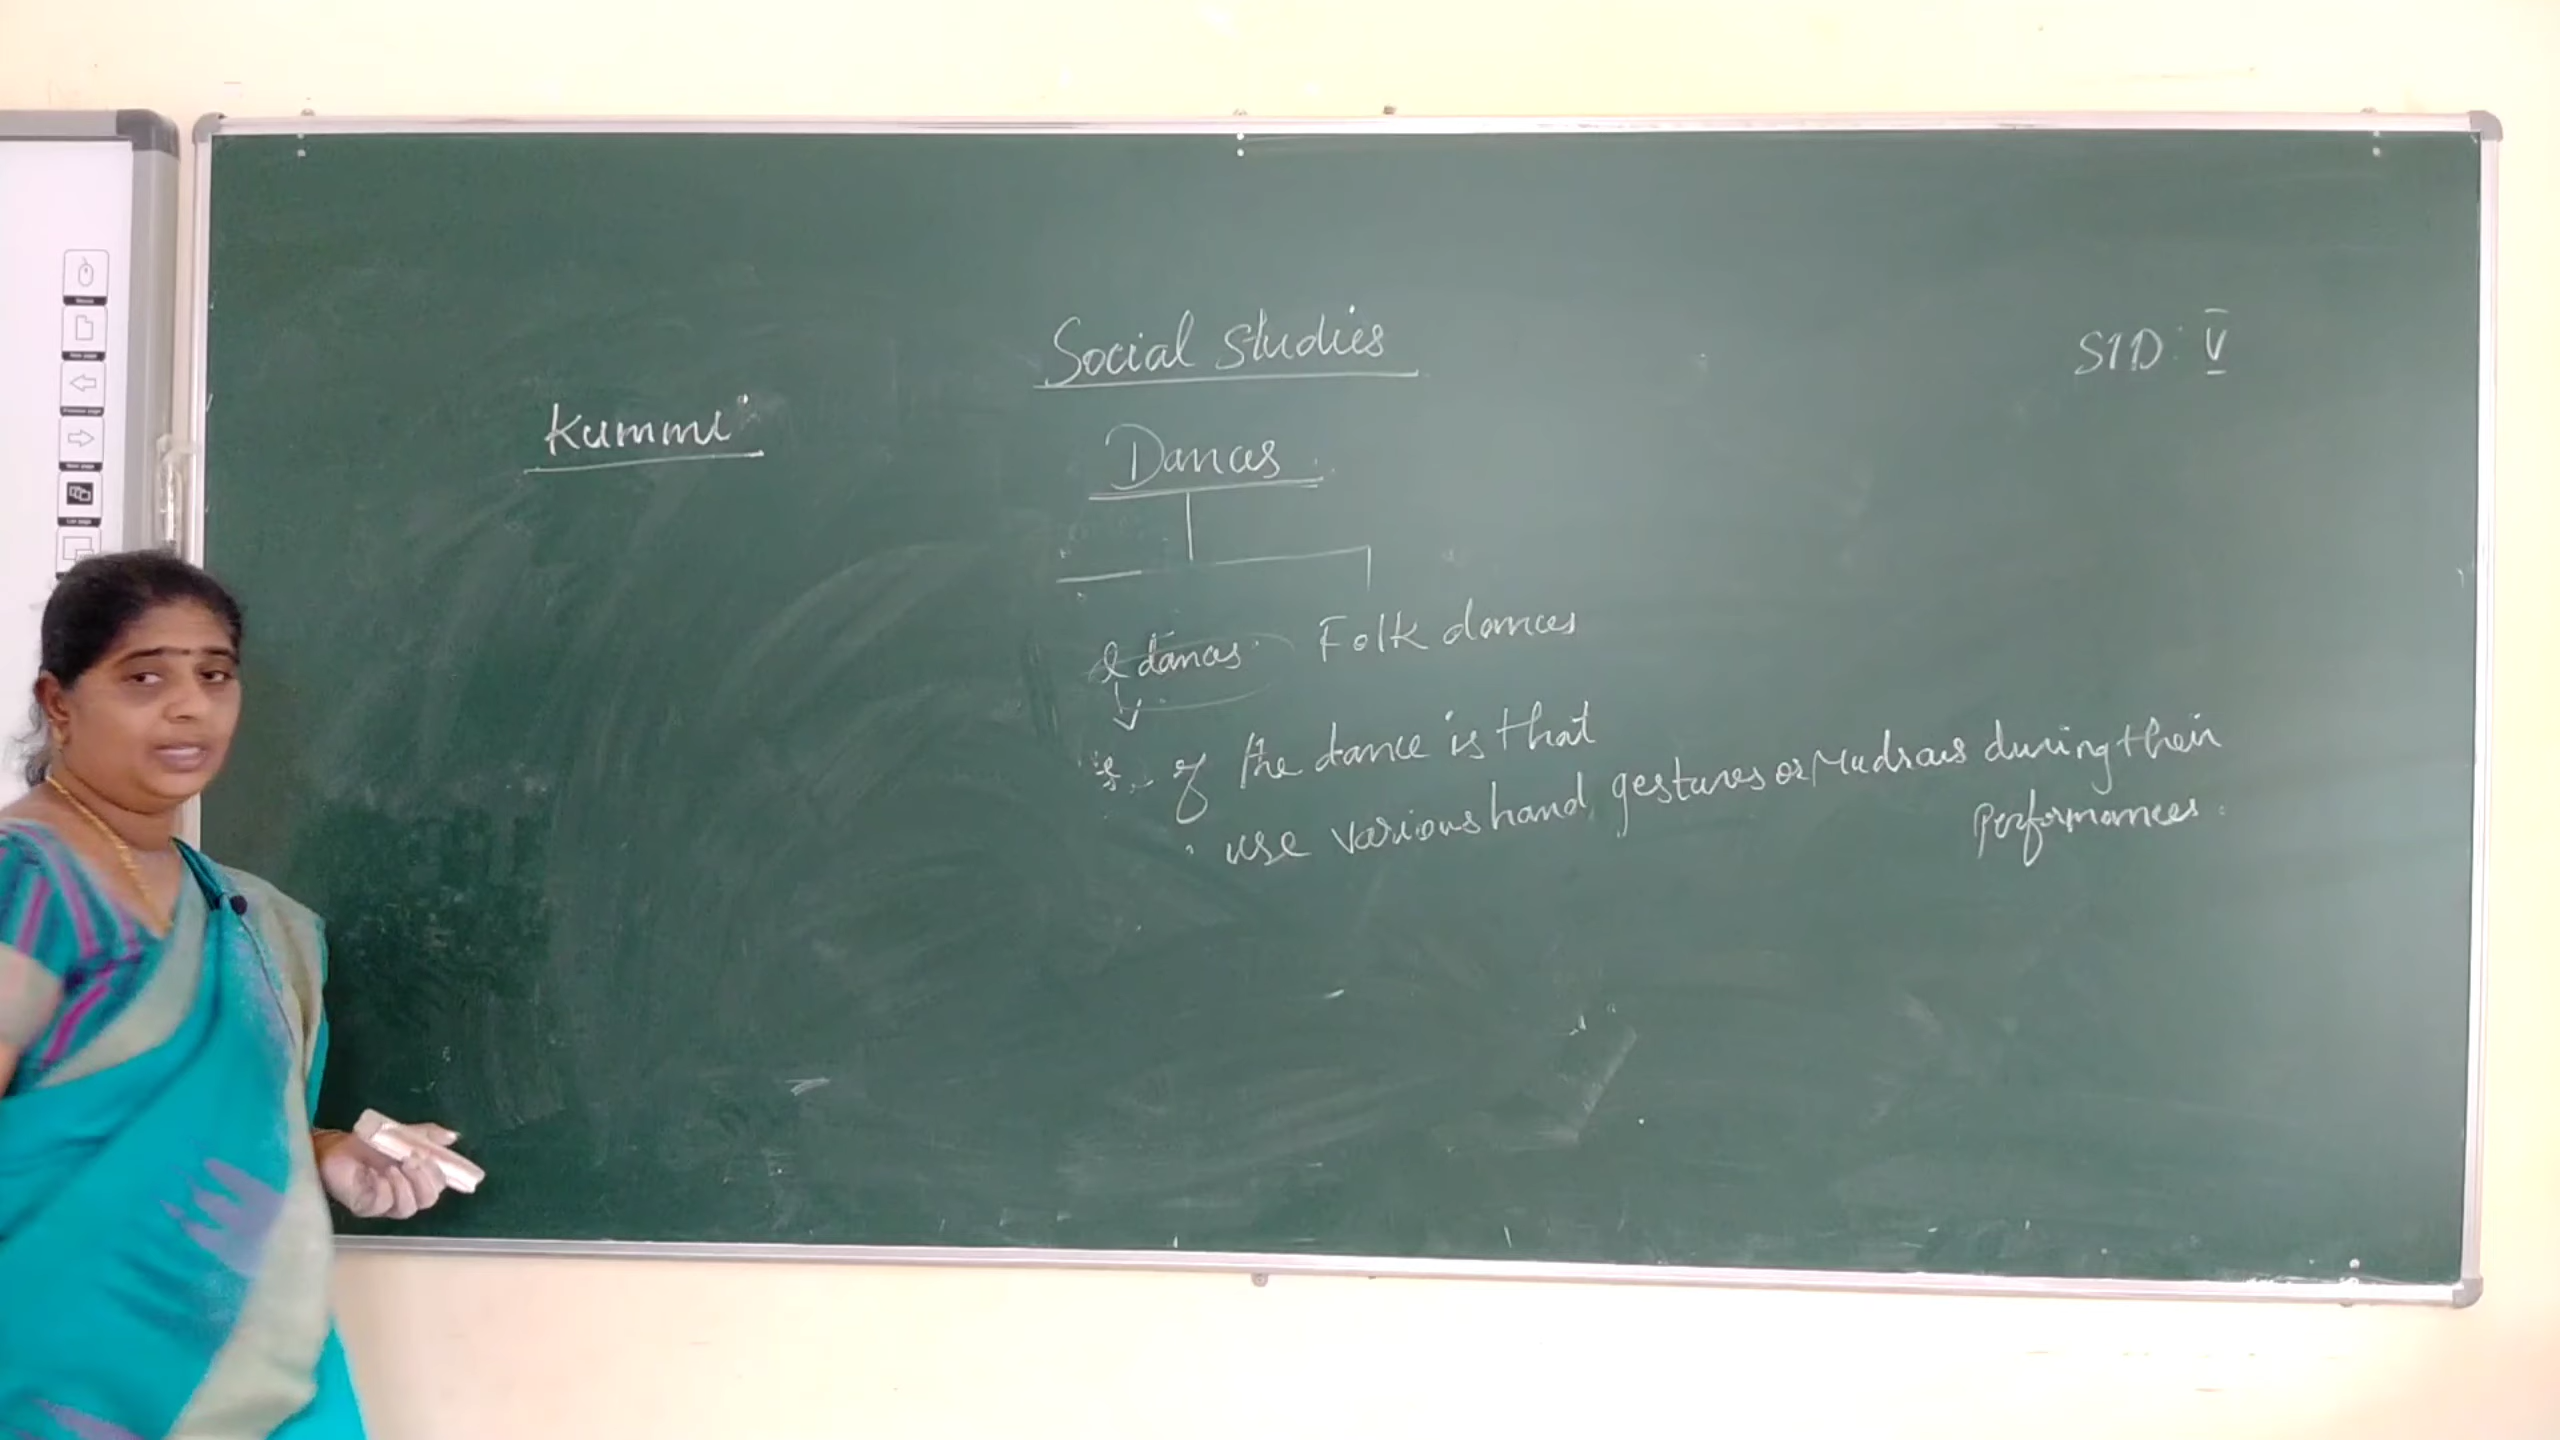 Social Studies
STD: V
Kummi
Dances
l dances. Folk dances
of the dance is that
use various hand gestures or Mudras during their
performances.